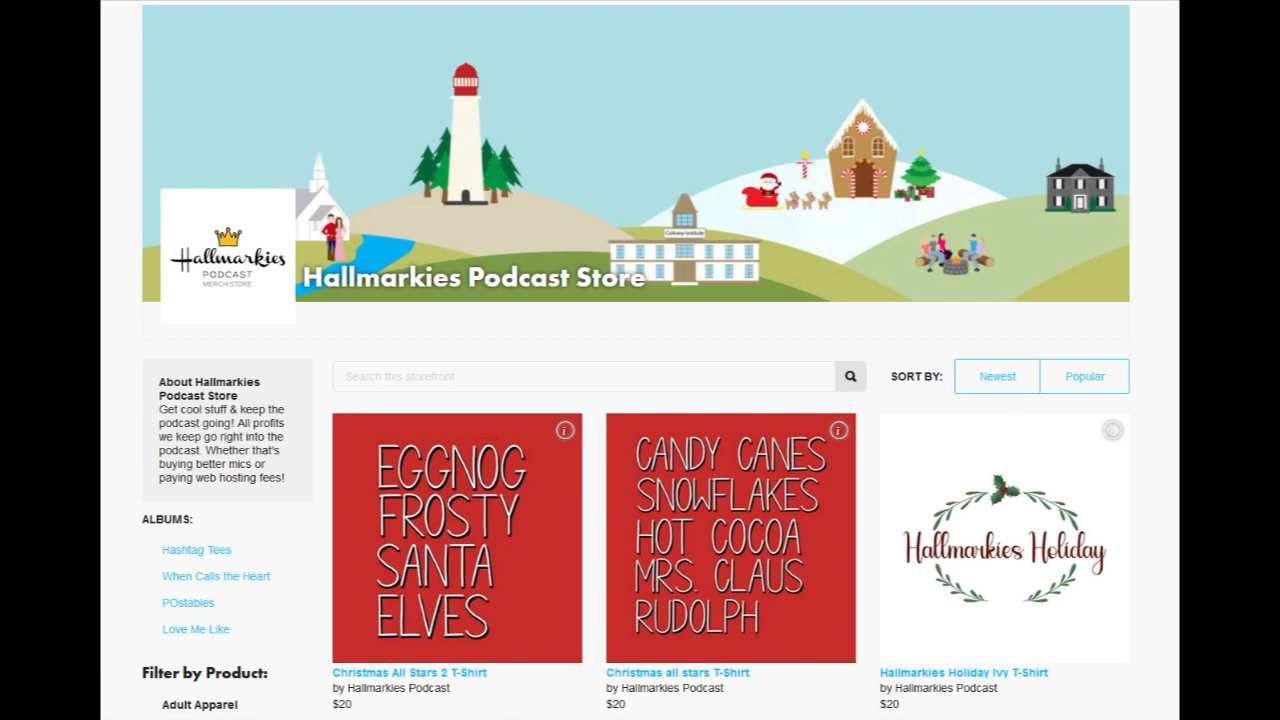 Culinary Institute
Hallmarkies
PODCAST
MERCH STORE
Hallmarkies Podcast Store
About Hallmarkies
Podcast Store
Get cool stuff & keep the
podcast going! All profits
we keep go right into the
podcast. Whether that's
buying better mics or
paying web hosting fees!
ALBUMS:
Hashtag Tees
When Calls the Heart
POstables
Love Me Like
Filter by Product:
Adult Apparel
Search this storefront
SORT BY:
Newest
Popular
EGGNOG
FROSTY
SANTA
ELVES
Christmas All Stars 2 T-Shirt
by Hallmarkies Podcast
$20
CANDY CANES
SNOWFLAKES
HOT COCOA
MRS. CLAUS
RUDOLPH
Christmas all stars T-Shirt
by Hallmarkies Podcast
$20
Hallmarkies Holiday
Hallmarkies Holiday Ivy T-Shirt
by Hallmarkies Podcast
$20